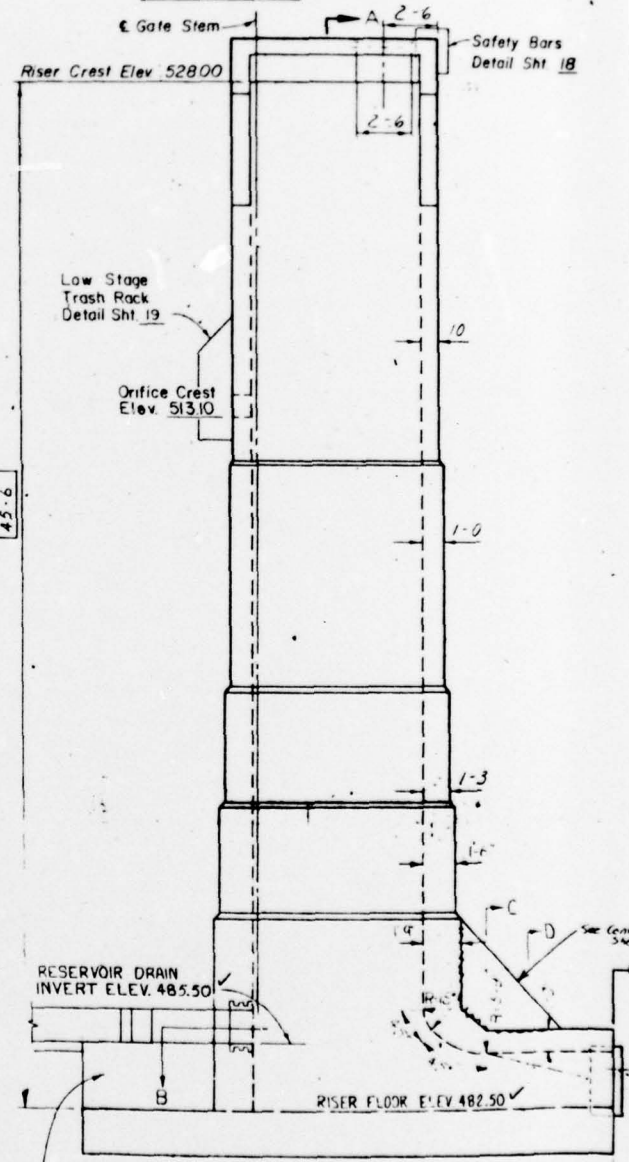 ℄ Gate Stem
A
2-6
Safety Bars
Detail Sht 18
Riser Crest Elev 528.00
2-6
Low Stage
Trash Rack
Detail Sht. 19
10
Orifice Crest
Elev. 513.10
45-6
1-0
1-3
C
D
See
RESERVOIR DRAIN
INVERT ELEV. 485.50 ✓
B
RISER FLOOR ELEV 482.50 ✓